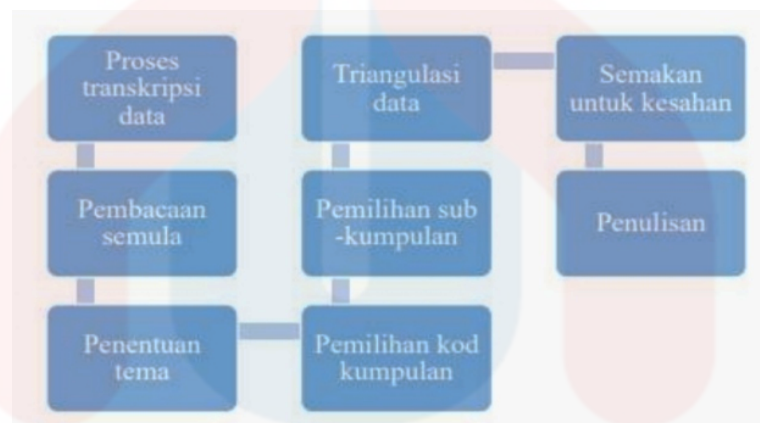 Proses
transkripsi
data
Pembacaan
semula
Penentuan
tema
Pemilihan kod
kumpulan
Pemilihan sub
-kumpulan
Triangulasi
data
Semakan
untuk kesahan
Penulisan